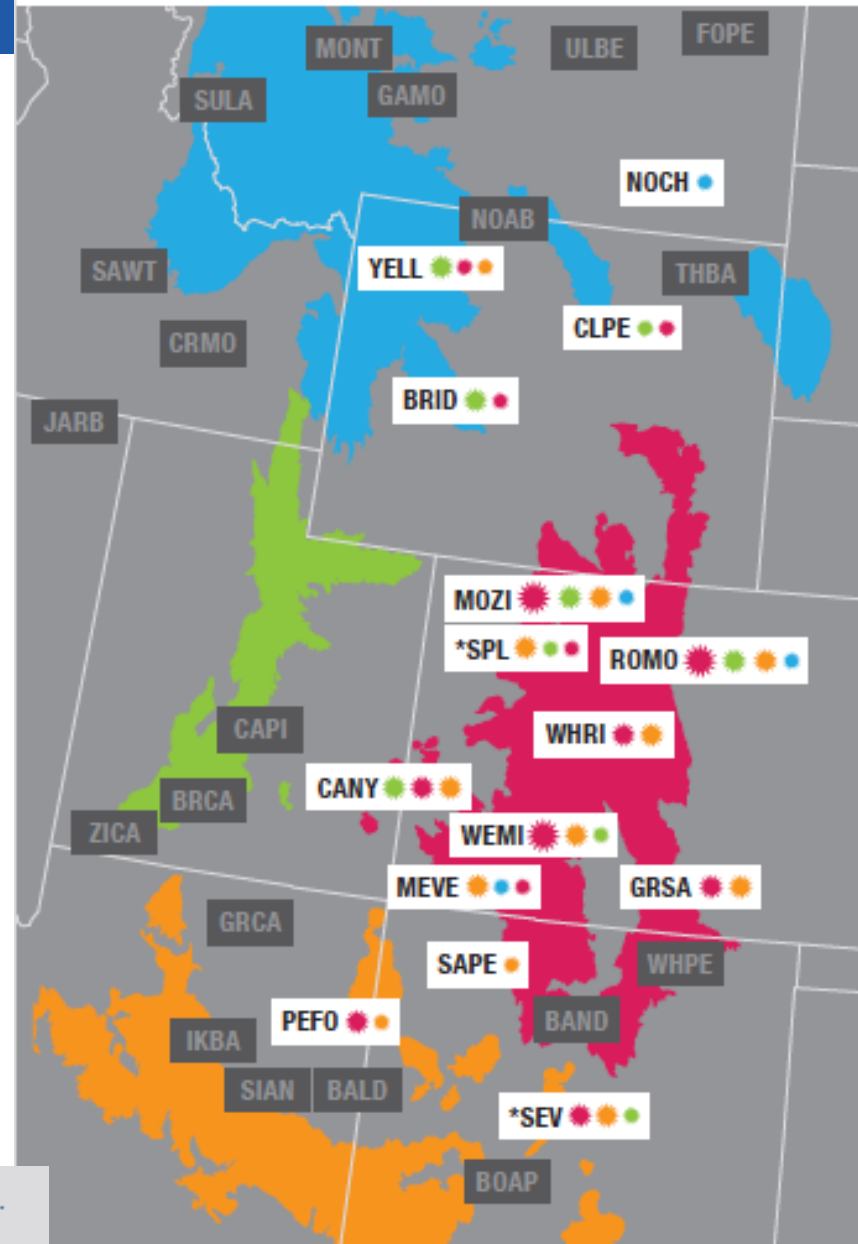 MONT
ULBE
FOPE
SULA
GAMO
NOCH
NOAB
SAWT
YELL
THBA
CLPE
CRMO
BRID
JARB
MOZI
*SPL
ROMO
CAPI
WHRI
CANY
BRCA
ZICA
WEMI
MEVE
GRSA
GRCA
SAPE
WHPE
PEFO
BAND
IKBA
SIAN
BALD
*SEV
BOAP
.